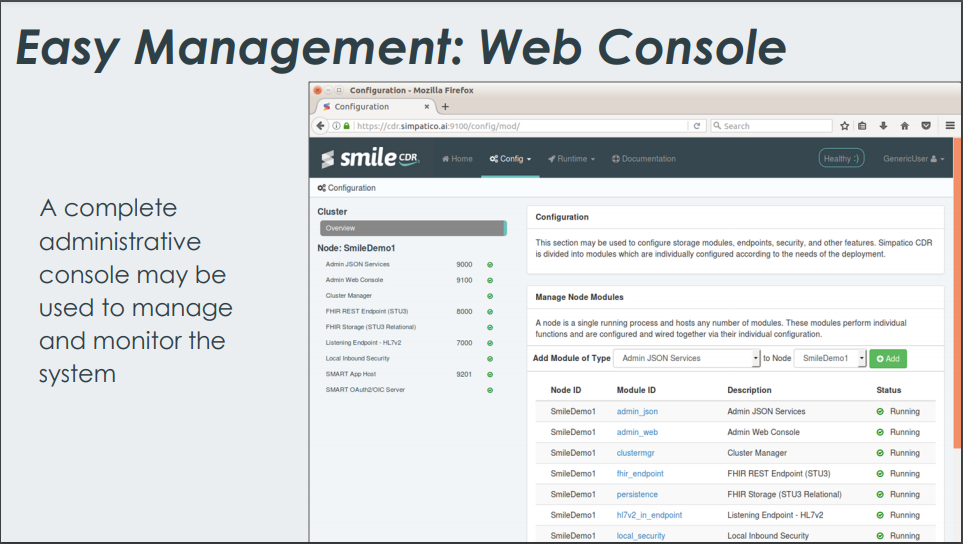 Easy Management: Web Console
A complete
administrative
console may be
used to manage
and monitor the
system
Configuration - Mozilla Firefox
Configuration
https://cdr.simpatico.ai:9100/config/mod/
Search
smile CDR
Home Config Runtime Documentation Healthy :) GenericUser
Configuration
Cluster
Overview
Node: SmileDemo1
Admin JSON Services 9000
Admin Web Console 9100
Cluster Manager
FHIR REST Endpoint (STU3) 8000
FHIR Storage (STU3 Relational)
Listening Endpoint - HL7v2 7000
Local Inbound Security
SMART App Host 9201
SMART OAuth2/OIC Server
Configuration
This section may be used to configure storage modules, endpoints, security, and other features. Simpatico CDR
is divided into modules which are individually configured according to the needs of the deployment.
Manage Node Modules
A node is a single running process and hosts any number of modules. These modules perform individual
functions and are configured and wired together via their individual configuration.
Add Module of Type Admin JSON Services to Node SmileDemo1 Add
Node ID Module ID Description Status
SmileDemo1 admin_json Admin JSON Services Running
SmileDemo1 admin_web Admin Web Console Running
SmileDemo1 clustermgr Cluster Manager Running
SmileDemo1 fhir_endpoint FHIR REST Endpoint (STU3) Running
SmileDemo1 persistence FHIR Storage (STU3 Relational) Running
SmileDemo1 hl7v2_in_endpoint Listening Endpoint - HL7v2 Running
SmileDemo1 local_security Local Inbound Security Running